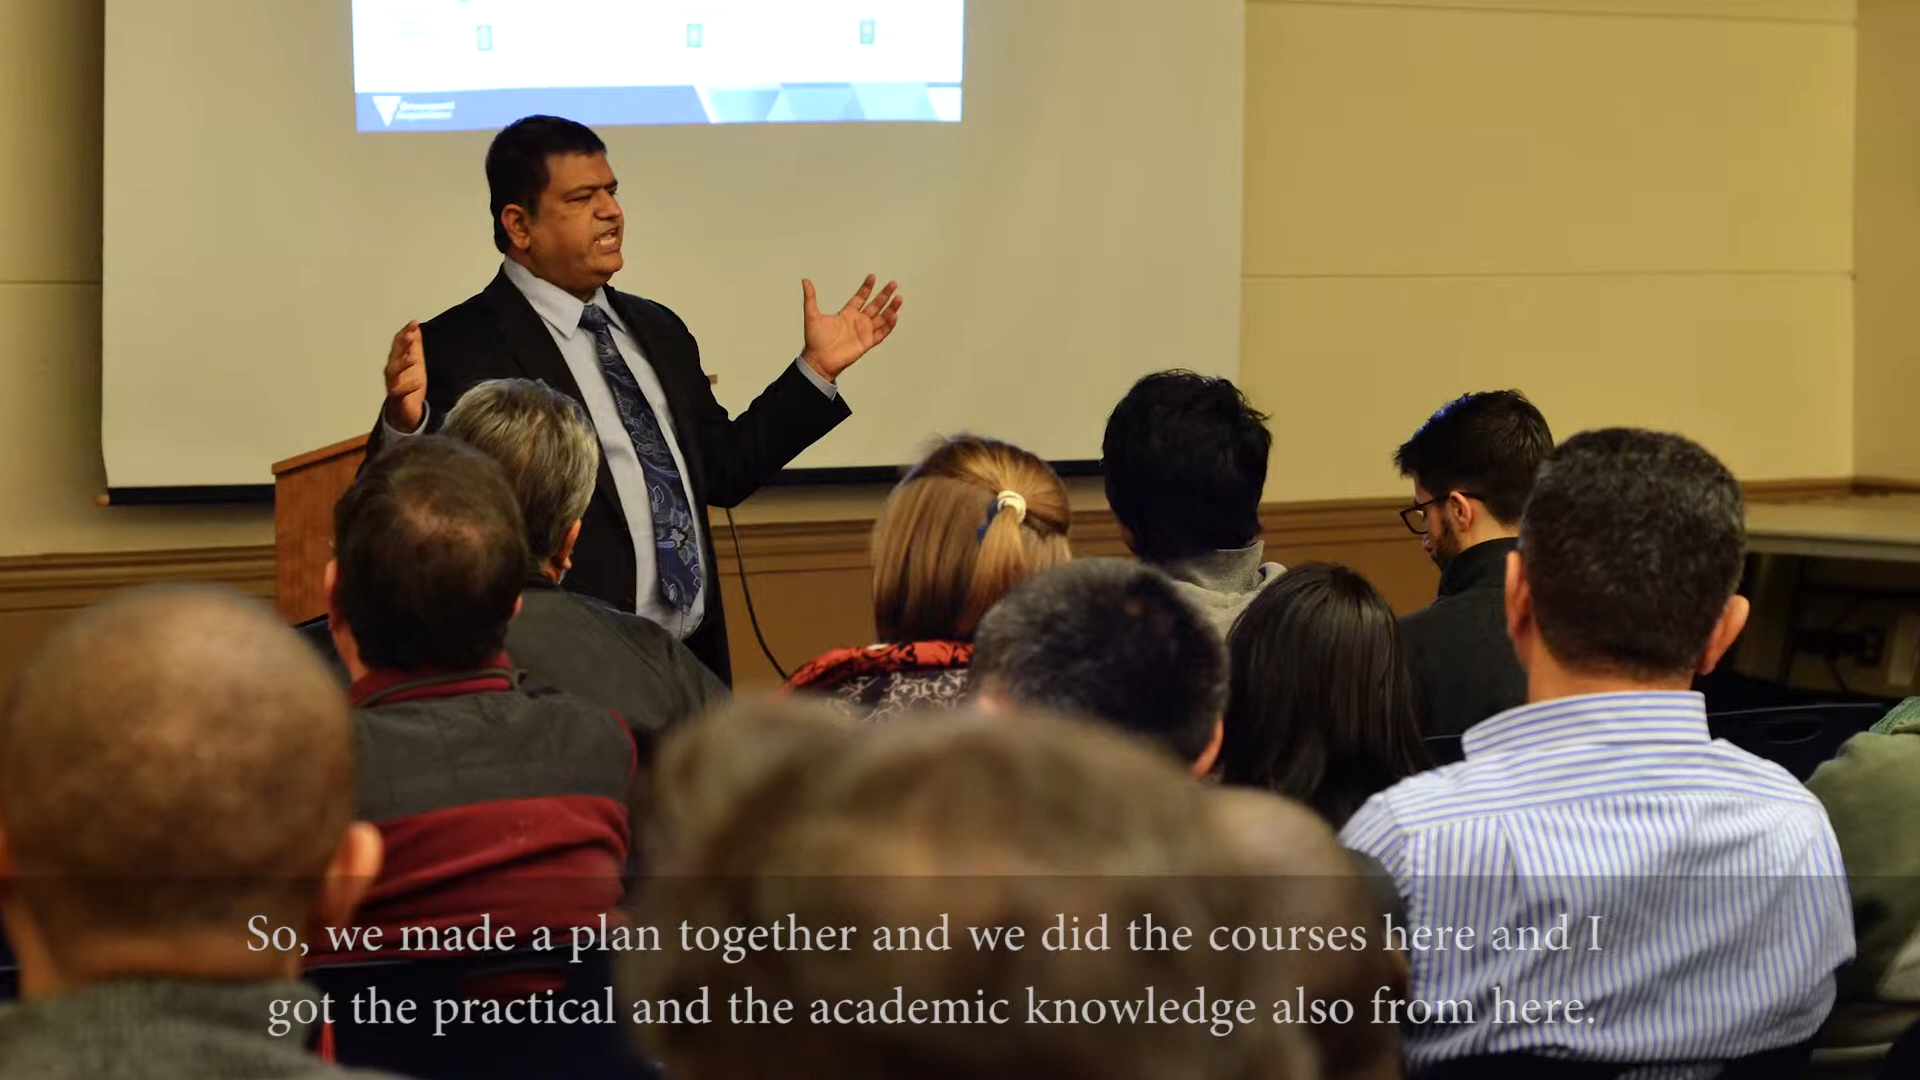 So, we made a plan together and we did the courses here and I
got the practical and the academic knowledge also from here.